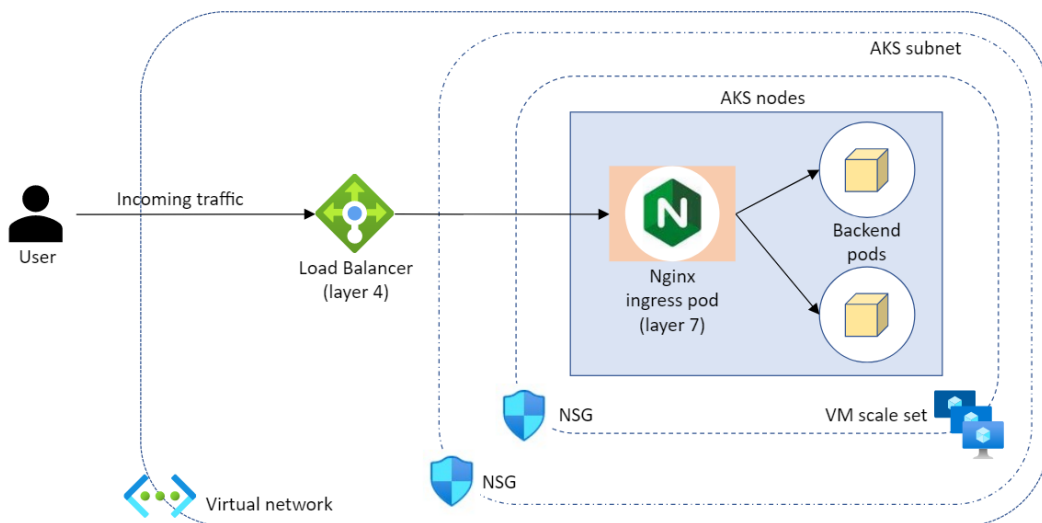 AKS subnet
AKS nodes
Incoming traffic
User
Load Balancer
(layer 4)
N
Nginx
ingress pod
(layer 7)
Backend
pods
NSG
VM scale set
NSG
Virtual network